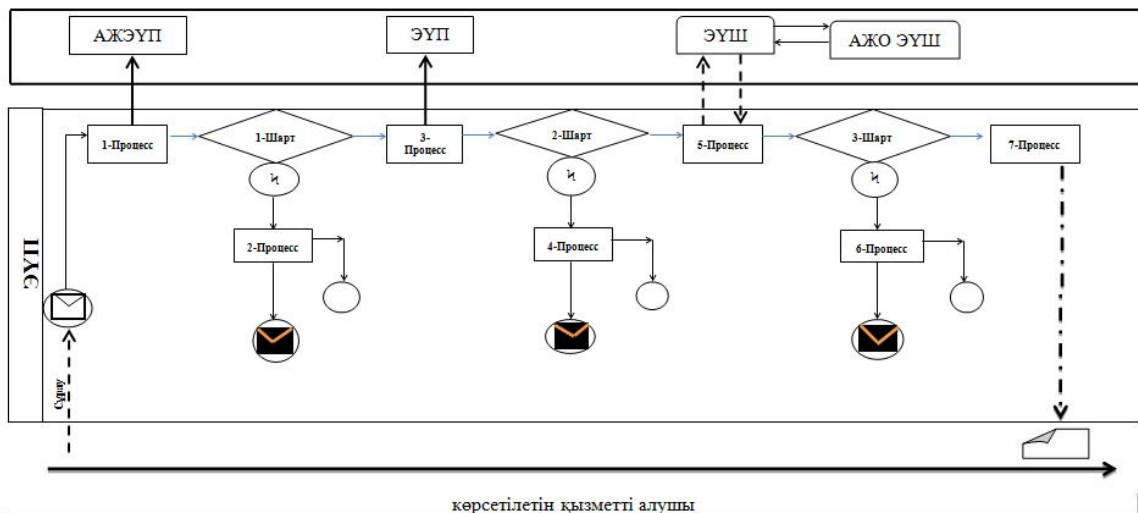 АЖЭҮП
ЭҮП
ЭҮШ
АЖО ЭҮШ
1-Процесс
1-Шарт
3-
Процесс
2-Шарт
5-Процесс
3-Шарт
7-Процесс
2-Процесс
4-Процесс
6-Процесс
ЭҮП
Сұрау
көрсетілетін қызметті алушы